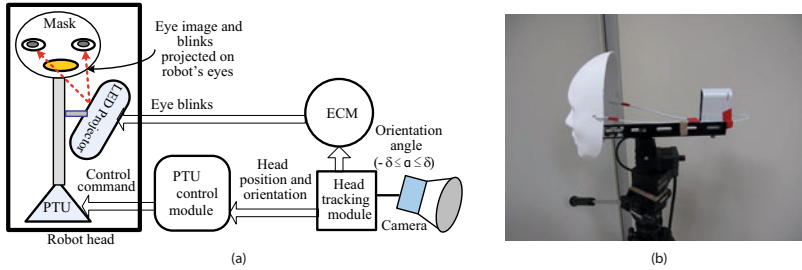 Mask
Eye image and
blinks
projected on
robot's eyes
LED Projector
Eye blinks
ECM
Orientation
angle
(- δ ≤ α ≤ δ)
Control
command
PTU
control
module
Head
position and
orientation
Head
tracking
module
PTU
Camera
Robot head
(a)
(b)